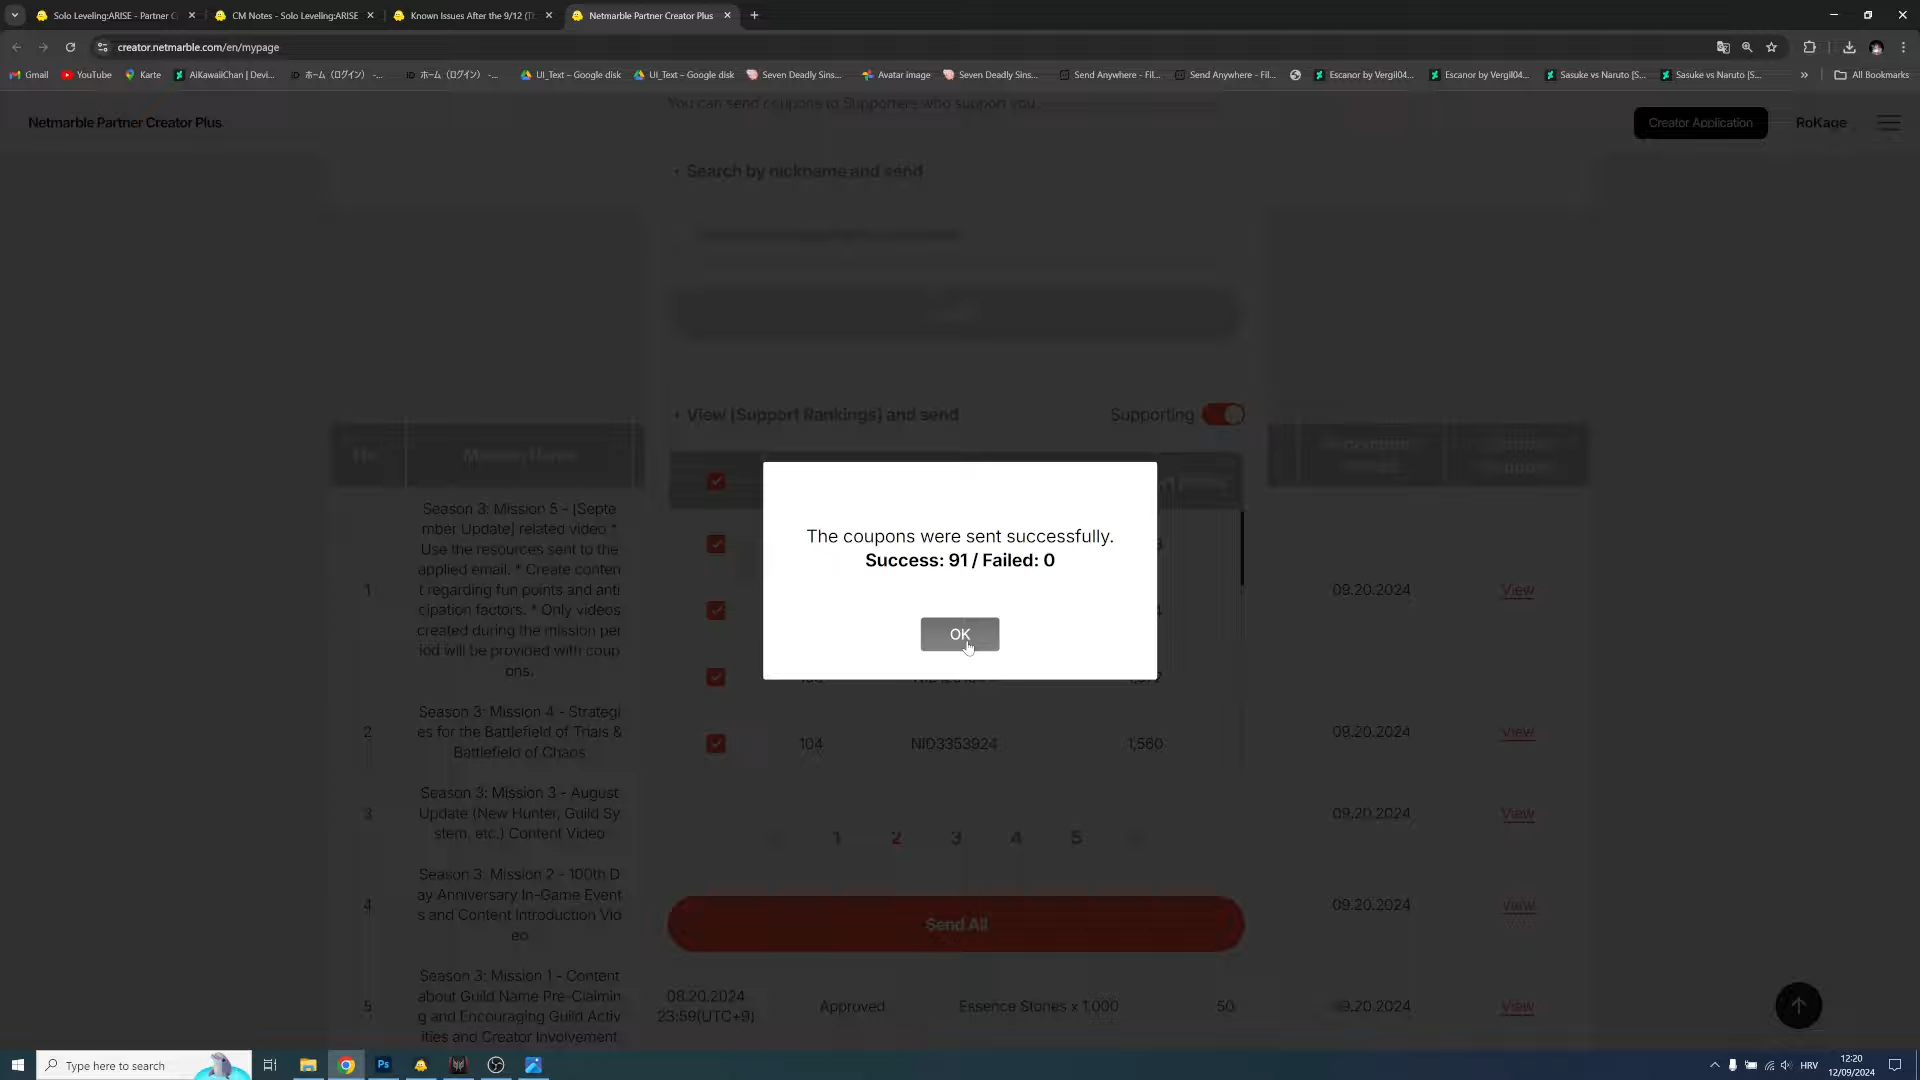 Solo Leveling:ARISE - Partner C
CM Notes - Solo Leveling:ARISE
Known Issues After the 9/12 (T
Netmarble Partner Creator Plus
creator.netmarble.com/en/mypage
Gmail
YouTube
Karte
AiKawaiiChan | Devi...
ホーム（ログイン） -...
ホーム（ログイン） -...
UI_Text – Google disk
UI_Text – Google disk
Seven Deadly Sins...
Avatar image
Seven Deadly Sins...
Send Anywhere - Fil...
Send Anywhere - Fil...
Escanor by Vergil04...
Escanor by Vergil04...
Sasuke vs Naruto [S...
Sasuke vs Naruto [S...
All Bookmarks
You can send coupons to Supporters who support you.
Netmarble Partner Creator Plus
Creator Application
RoKage
• Search by nickname and send
• View [Support Rankings] and send
Supporting
No.
Mission Name
The coupons were sent successfully.
Success: 91 / Failed: 0
OK
1
Season 3: Mission 5 - [Septe
mber Update] related video *
Use the resources sent to the
applied email. * Create conten
t regarding fun points and anti
cipation factors. * Only videos
created during the mission per
iod will be provided with coup
ons.
09.20.2024
View
2
Season 3: Mission 4 - Strategi
es for the Battlefield of Trials &
Battlefield of Chaos
104
NID3353924
1,560
09.20.2024
View
3
Season 3: Mission 3 - August
Update (New Hunter, Guild Sy
stem, etc.) Content Video
09.20.2024
View
1 2 3 4 5
4
Season 3: Mission 2 - 100th D
ay Anniversary In-Game Event
s and Content Introduction Vid
eo
09.20.2024
View
Send All
5
Season 3: Mission 1 - Content
about Guild Name Pre-Claimin
g and Encouraging Guild Activ
ities and Creator Involvement
08.20.2024
23:59(UTC+9)
Approved
Essence Stones x 1,000
50
09.20.2024
View
Type here to search
Ps
HRV
12:20
12/09/2024